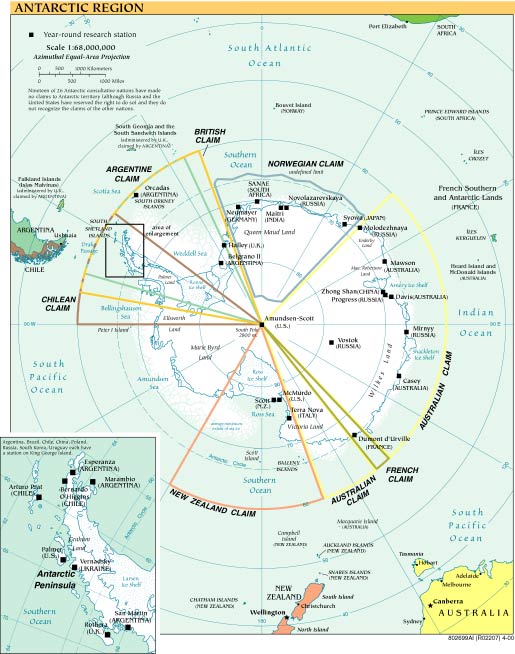 ANTARCTIC REGION
Year-round research station
Scale 1:68,000,000
Azimuthal Equal-Area Projection
0 500 1000 Kilometers
0 500 1000 Miles
Nineteen of 26 Antarctic consultative nations have made
no claims to Antarctic territory (although Russia and the
United States have reserved the right to do so) and they do
not recognize the claims of the other nations.
Port Elizabeth
SOUTH
AFRICA
South Atlantic
Ocean
Bouvet Island
(NORWAY)
PRINCE EDWARD ISLANDS
(SOUTH AFRICA)
ÎLES
CROZET
South Georgia and the
South Sandwich Islands
(administered by U.K.,
claimed by ARGENTINA)
BRITISH
CLAIM
Southern
Ocean
NORWEGIAN CLAIM
undefined limit
ARGENTINE
CLAIM
Falkland Islands
(Islas Malvinas)
(administered by U.K.,
claimed by ARGENTINA)
Scotia Sea
Orcadas
(ARGENTINA)
SOUTH ORKNEY
ISLANDS
SANAE
(SOUTH
AFRICA)
Novolazarevskaya
(RUSSIA)
Neumayer
(GERMANY)
Maitri
(INDIA)
Queen Maud Land
Syowa (JAPAN)
Molodezhnaya
(RUSSIA)
Enderby
Land
French Southern
and Antarctic Lands
(FRANCE)
ÎLES
KERGUELEN
Heard Island and
McDonald Islands
(AUSTRALIA)
ARGENTINA
Ushuaia
CHILE
SOUTH
SHETLAND
ISLANDS
Drake
Passage
area of
enlargement
Weddell Sea
Halley (U.K.)
Belgrano II
(ARGENTINA)
Palmer
Land
Ronne
Ice Shelf
Mac. Robertson
Land
Mawson
(AUSTRALIA)
Amery Ice Shelf
Zhong Shan (CHINA)
Progress (RUSSIA)
Davis (AUSTRALIA)
CHILEAN
CLAIM
Bellingshausen
Sea
Ellsworth
Land
Amundsen-Scott
(U.S.)
South Pole
2800 m.
90 W
90 E
Peter I Island
Marie Byrd
Land
Vostok
(RUSSIA)
Mirnyy
(RUSSIA)
Indian
Ocean
Shackleton
Ice Shelf
South
Pacific
Ocean
Amundsen
Sea
Ross
Ice Shelf
Wilkes Land
Casey
(AUSTRALIA)
AUSTRALIAN CLAIM
McMurdo
(U.S.)
Scott
(N.Z.)
Ross Sea
Terra Nova
(ITALY)
Victoria Land
Dumont d'Urville
(FRANCE)
FRENCH
CLAIM
Antarctic Circle
Scott
Island
BALLENY
ISLANDS
Southern
Ocean
NEW ZEALAND CLAIM
AUSTRALIAN
CLAIM
Macquarie Island
(AUSTRALIA)
Campbell
Island
(NEW ZEALAND)
AUCKLAND ISLANDS
(NEW ZEALAND)
SNARES ISLANDS
(NEW ZEALAND)
CHATHAM ISLANDS
(NEW ZEALAND)
NEW
ZEALAND
Christchurch
Wellington
North Island
180
South
Pacific
Ocean
Tasmania
Hobart
Adelaide
Melbourne
Canberra
AUSTRALIA
Sydney
Argentina, Brazil, Chile, China, Poland,
Russia, South Korea, Uruguay each have
a station on King George Island.
Esperanza
(ARGENTINA)
Arturo Prat
(CHILE)
Marambio
(ARGENTINA)
Bernardo
O'Higgins
(CHILE)
Antarctic Circle
Graham
Land
Palmer
(U.S.)
Vernadsky
(UKRAINE)
Antarctic
Peninsula
Larsen
Ice Shelf
Southern
Ocean
San Martin
(ARGENTINA)
Rothera
(U.K.)
802699AI (R02207) 4-00